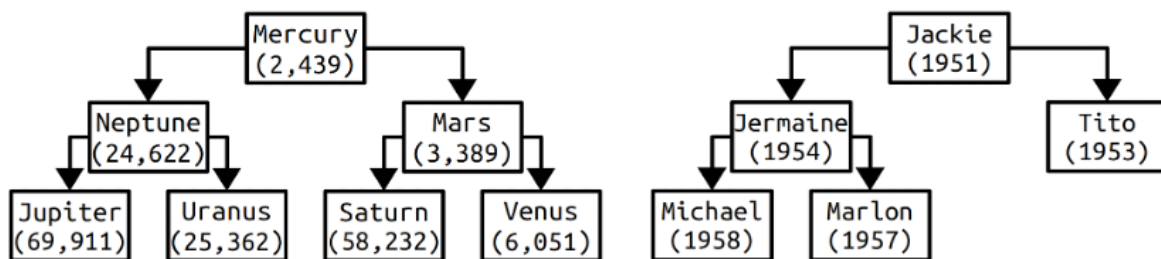 Mercury
(2,439)
Jackie
(1951)
Neptune
(24,622)
Mars
(3,389)
Jermaine
(1954)
Tito
(1953)
Jupiter
(69,911)
Uranus
(25,362)
Saturn
(58,232)
Venus
(6,051)
Michael
(1958)
Marlon
(1957)